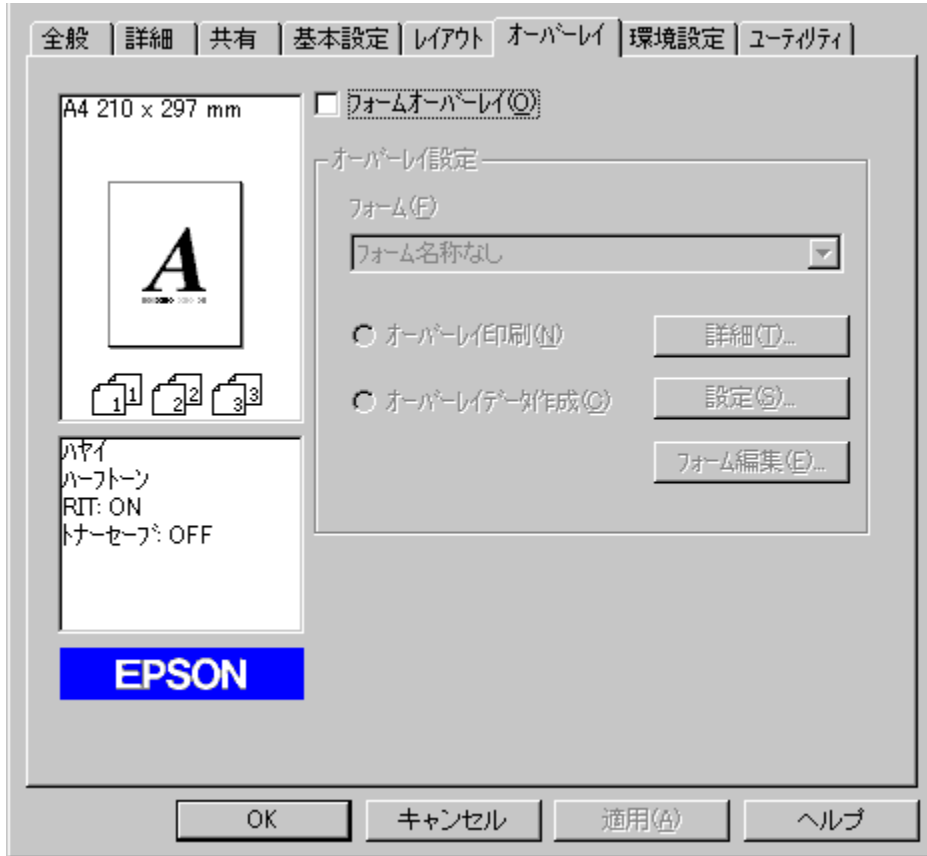 全般 詳細 共有 基本設定 レイアウト オーバーレイ 環境設定 ユーティリティ
A4 210 x 297 mm
A
1 1 2 2 3 3
ハヤイ
ハーフトーン
RIT: ON
トナーセーブ: OFF
EPSON
フォームオーバーレイ(O)
オーバーレイ設定
フォーム(F)
フォーム名称なし
オーバーレイ印刷(N) 詳細(T)...
オーバーレイデータ作成(C) 設定(S)...
フォーム編集(E)...
OK キャンセル 適用(A) ヘルプ